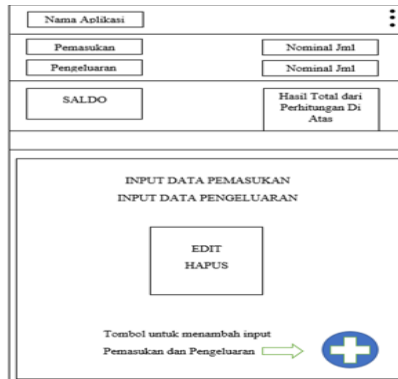 Nama Aplikasi
Pemasukan
Nominal Jml
Pengeluaran
Nominal Jml
SALDO
Hasil Total dari
Perhitungan Di
Atas
INPUT DATA PEMASUKAN
INPUT DATA PENGELUARAN
EDIT
HAPUS
Tombol untuk menambah input
Pemasukan dan Pengeluaran